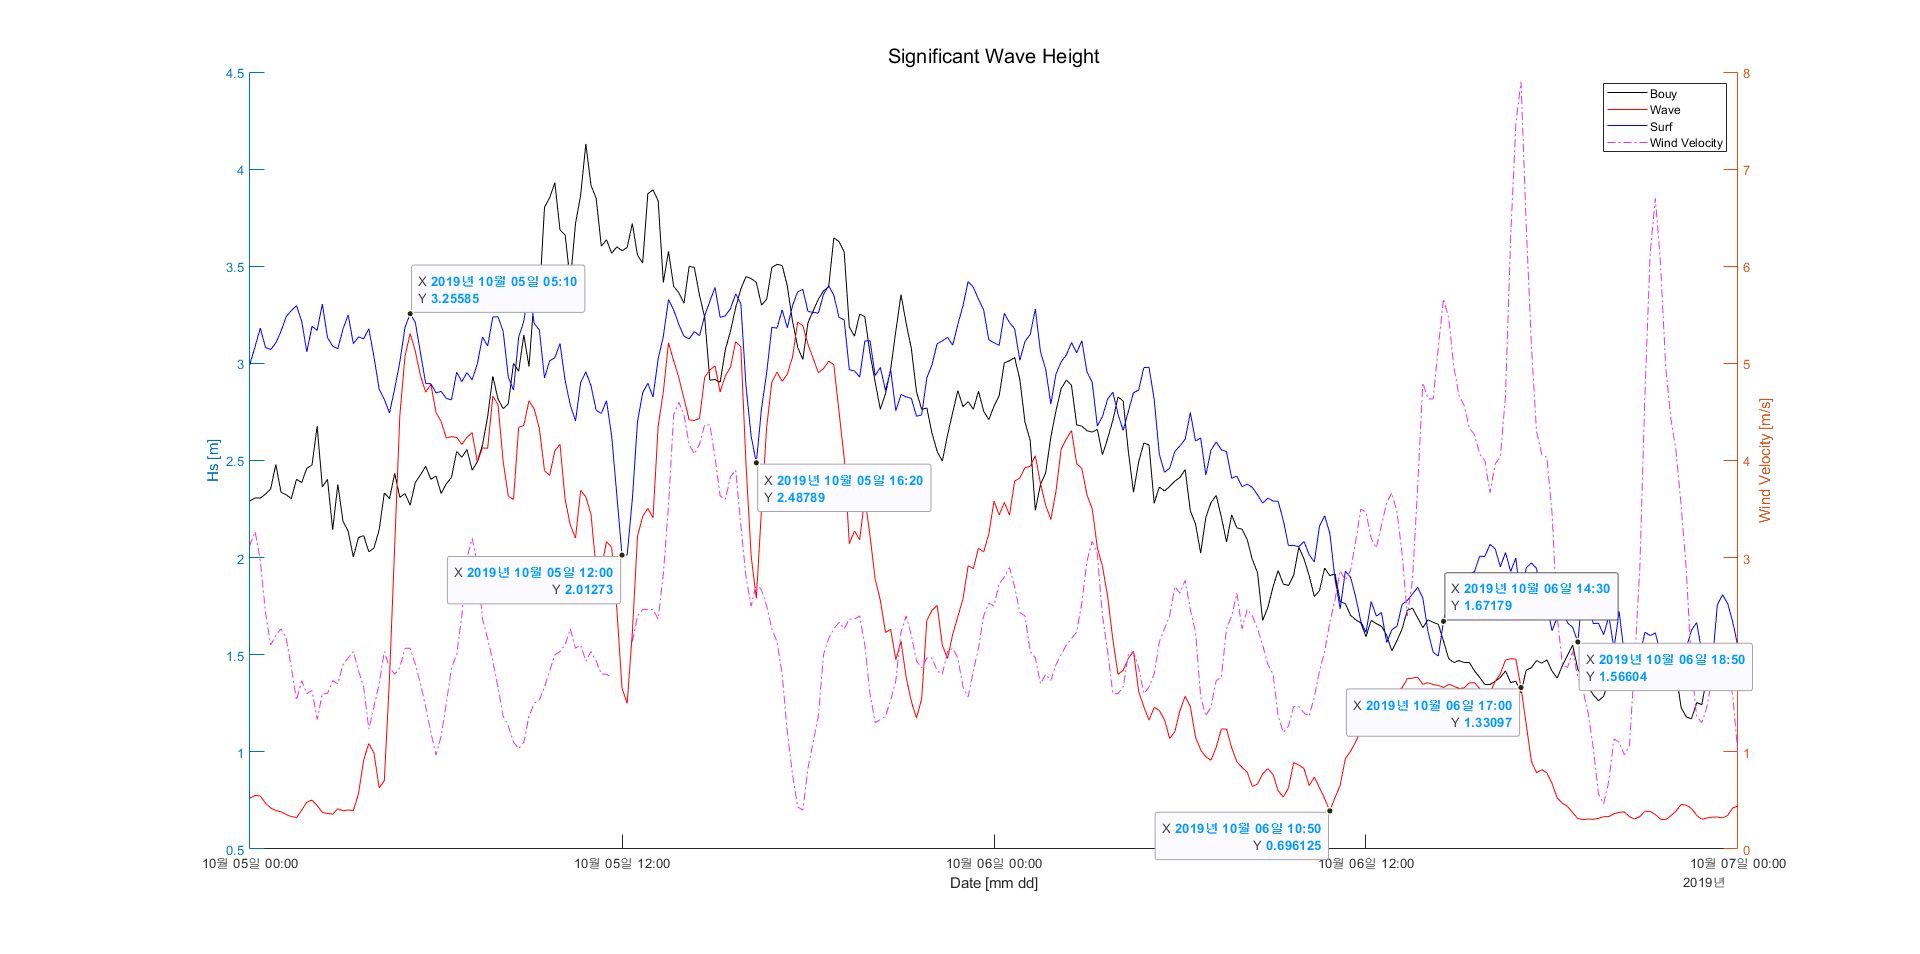 Significant Wave Height
4.5
4
3.5
3
2.5
2
1.5
1
0.5
Hs [m]
8
7
6
5
4
3
1
0
Wind Velocity [m/s]
Bouy
Wave
Surf
Wind Velocity
X 2019년 10월 05일 05:10
Y 3.25585
X 2019년 10월 05일 16:20
Y 2.48789
X 2019년 10월 05일 12:00
Y 2.01273
X 2019년 10월 06일 14:30
Y 1.67179
X 2019년 10월 06일 18:50
Y 1.56604
X 2019년 10월 06일 17:00
Y 1.33097
X 2019년 10월 06일 10:50
Y 0.696125
10월 05일 00:00
10월 05일 12:00
10월 06일 00:00
10월 06일 12:00
10월 07일 00:00
Date [mm dd]
2019년